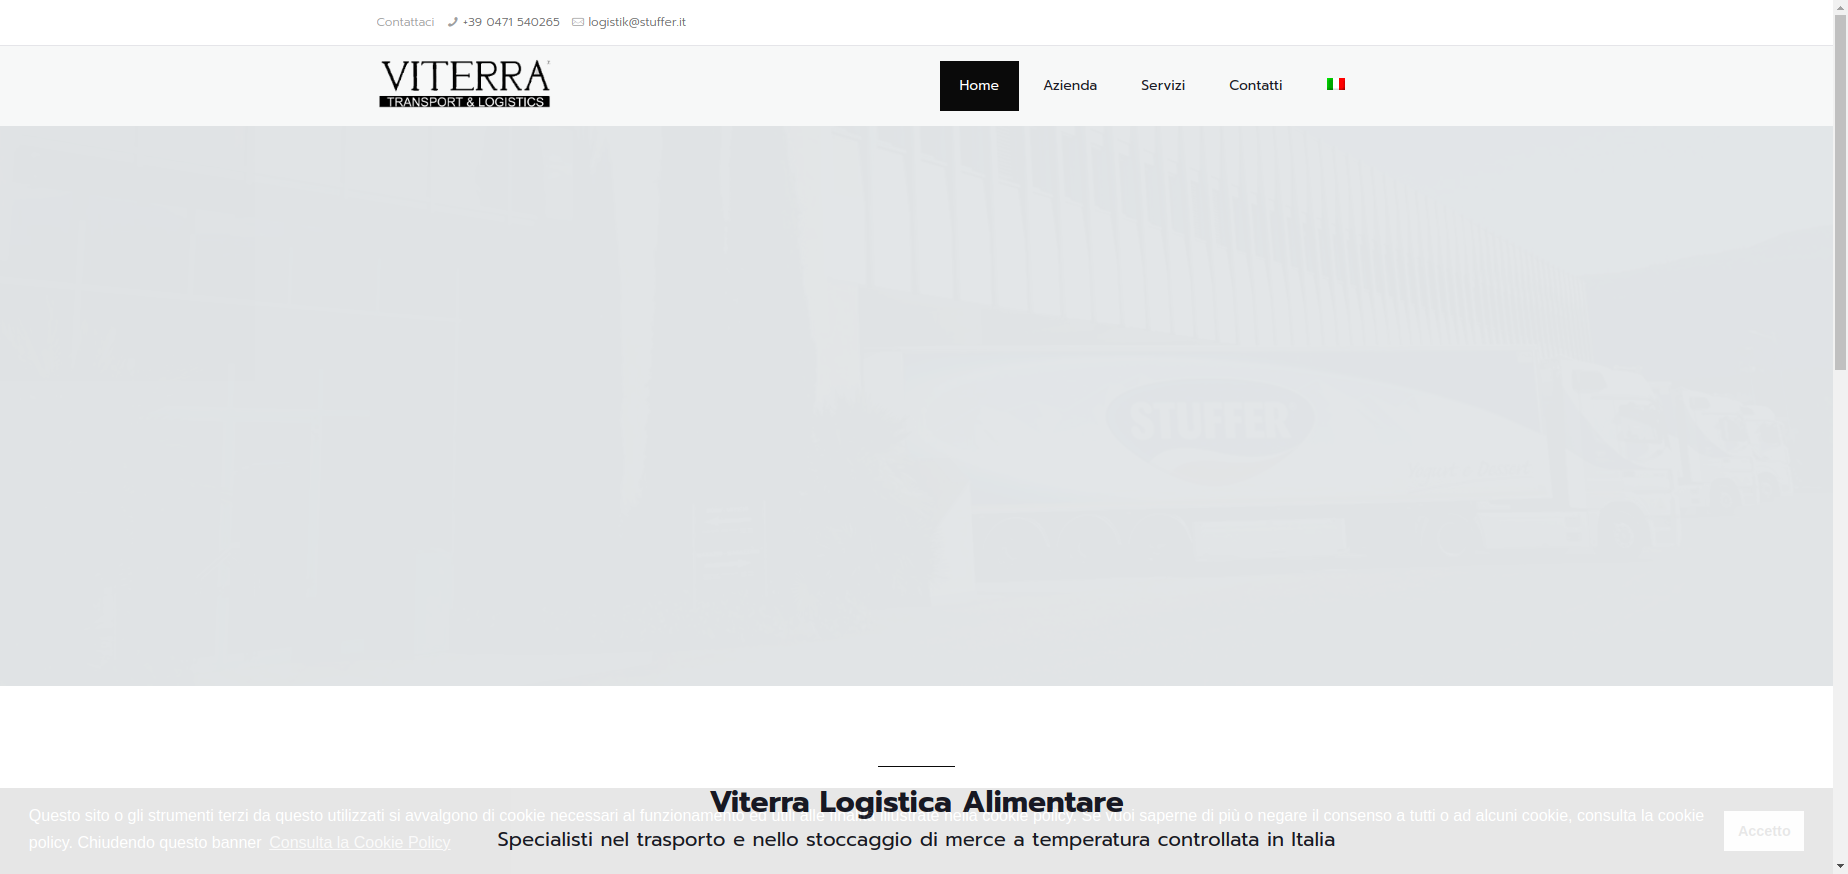 Contattaci +39 0471 540265 logistik@stuffer.it
VITERRA
TRANSPORT & LOGISTICS
Home Azienda Servizi Contatti
STUFFER
Viterra Logistica Alimentare
Questo sito o gli strumenti terzi da questo utilizzati si avvalgono di cookie necessari al funzionamento ed utili alle finalità illustrate nella cookie policy. Se vuoi saperne di più o negare il consenso a tutti o ad alcuni cookie, consulta la cookie
policy. Chiudendo questo banner Consulta la Cookie Policy
Accetto
Specialisti nel trasporto e nello stoccaggio di merce a temperatura controllata in Italia